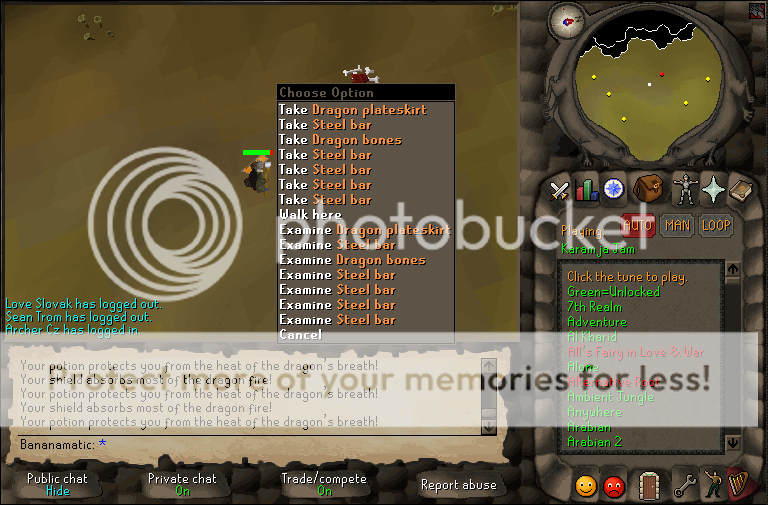 Choose Option
Take Dragon plateskirt
Take Steel bar
Take Dragon bones
Take Steel bar
Take Steel bar
Take Steel bar
Take Steel bar
Walk here
Examine Dragon plateskirt
Examine Steel bar
Examine Dragon bones
Examine Steel bar
Examine Steel bar
Examine Steel bar
Examine Steel bar
Cancel
photobucket
Love Slovak has logged out.
Sean Trom has logged out.
Archer Cz has logged in.
Your potion protects you from the heat of the dragon's breath!
Your shield absorbs most of the dragon fire!
Your potion protects you from the heat of the dragon's breath!
Your shield absorbs most of the dragon fire!
Your potion protects you from the heat of the dragon's breath!
more of your memories for less!
Bananamatic: *
Public chat
Hide
Private chat
On
Trade/compete
On
Report abuse
Playing:
AUTO
MAN
LOOP
Karamja Jam
Click the tune to play.
Green=Unlocked
7th Realm
Adventure
Al Kharid
All's Fairy in Love & War
Alone
Ambient Jungle
Anywhere
Arabian
Arabian 2